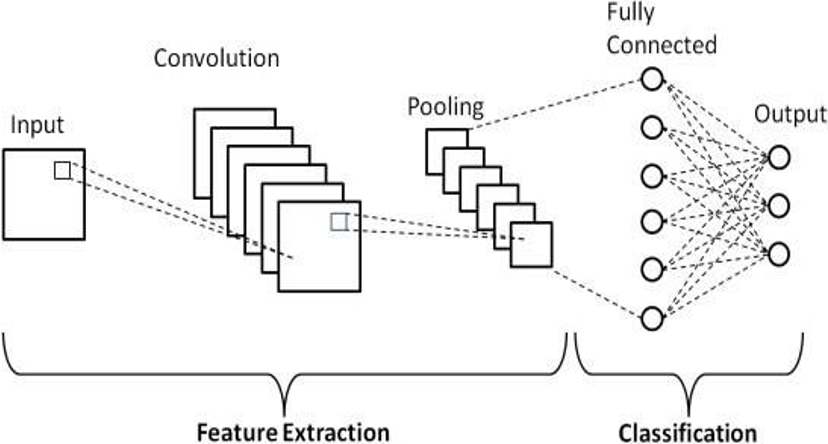 Input
Convolution
Pooling
Fully
Connected
Output
Feature Extraction
Classification